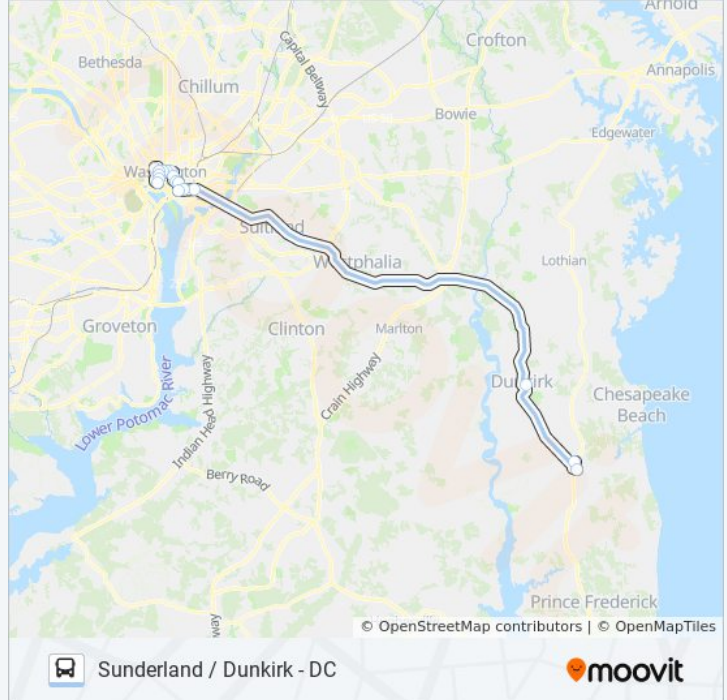 Arnold
Crofton
Bethesda
Capital Beltway
Annapolis
Chillum
Bowie
Edgewater
Washington
Suitland
Lothian
Westphalia
Groveton
Clinton
Marlton
Dunkirk
Lower Potomac River
Indian Head Highway
Crain Highway
Chesapeake
Beach
Berry Road
Prince Frederick
way
© OpenStreetMap contributors | © OpenMapTiles
Sunderland / Dunkirk - DC
moovit